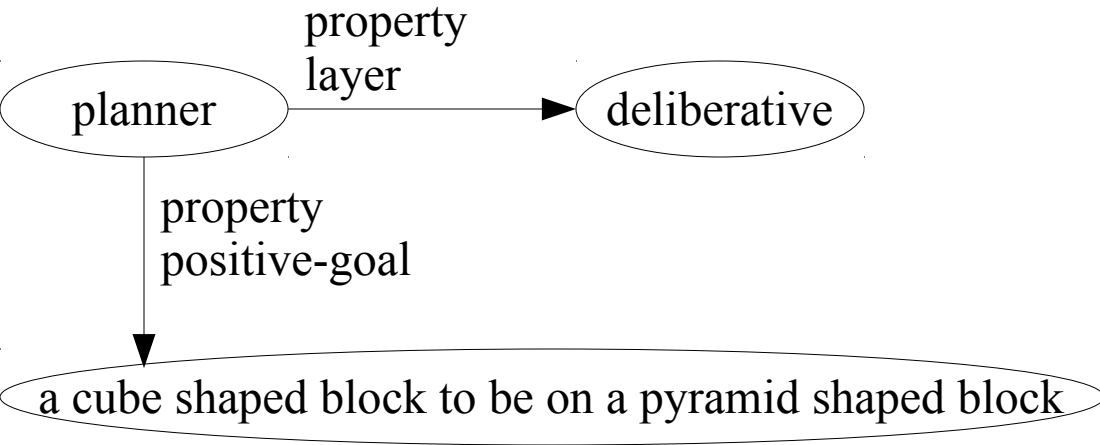 property
layer
planner
deliberative
property
positive-goal
a cube shaped block to be on a pyramid shaped block